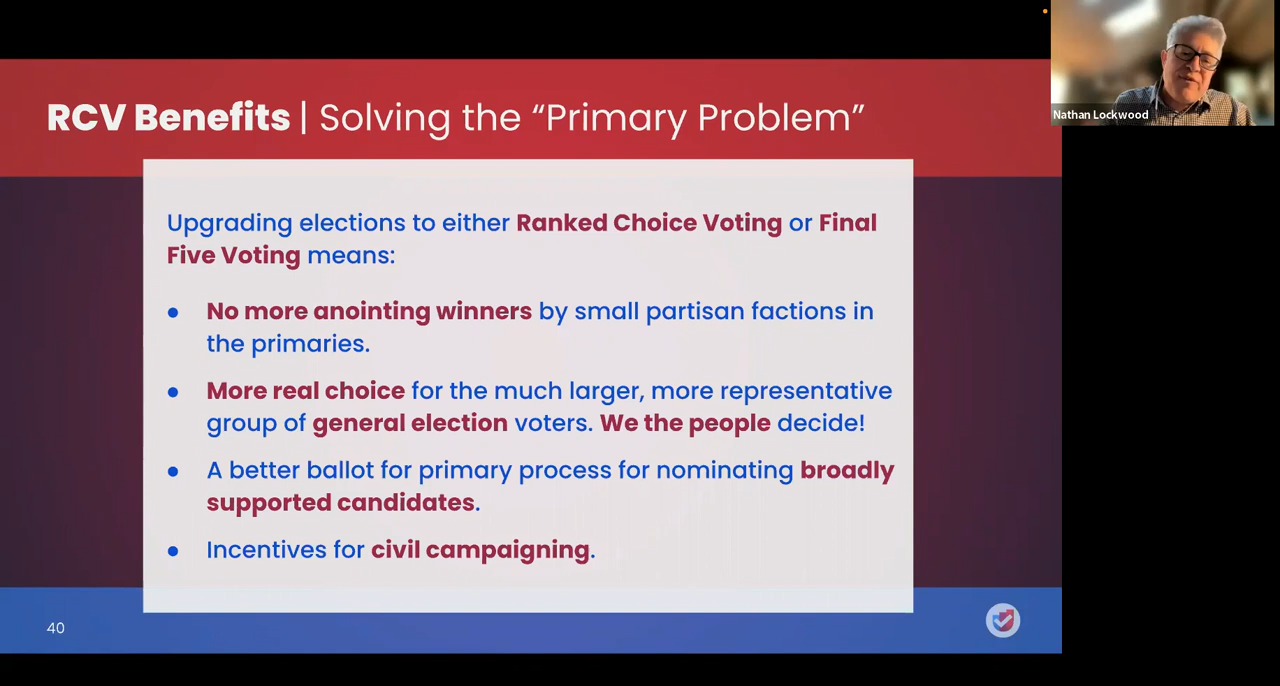 RCV Benefits | Solving the “Primary Problem”
Nathan Lockwood
Upgrading elections to either Ranked Choice Voting or Final
Five Voting means:
● No more anointing winners by small partisan factions in
the primaries.
● More real choice for the much larger, more representative
group of general election voters. We the people decide!
● A better ballot for primary process for nominating broadly
supported candidates.
● Incentives for civil campaigning.
40